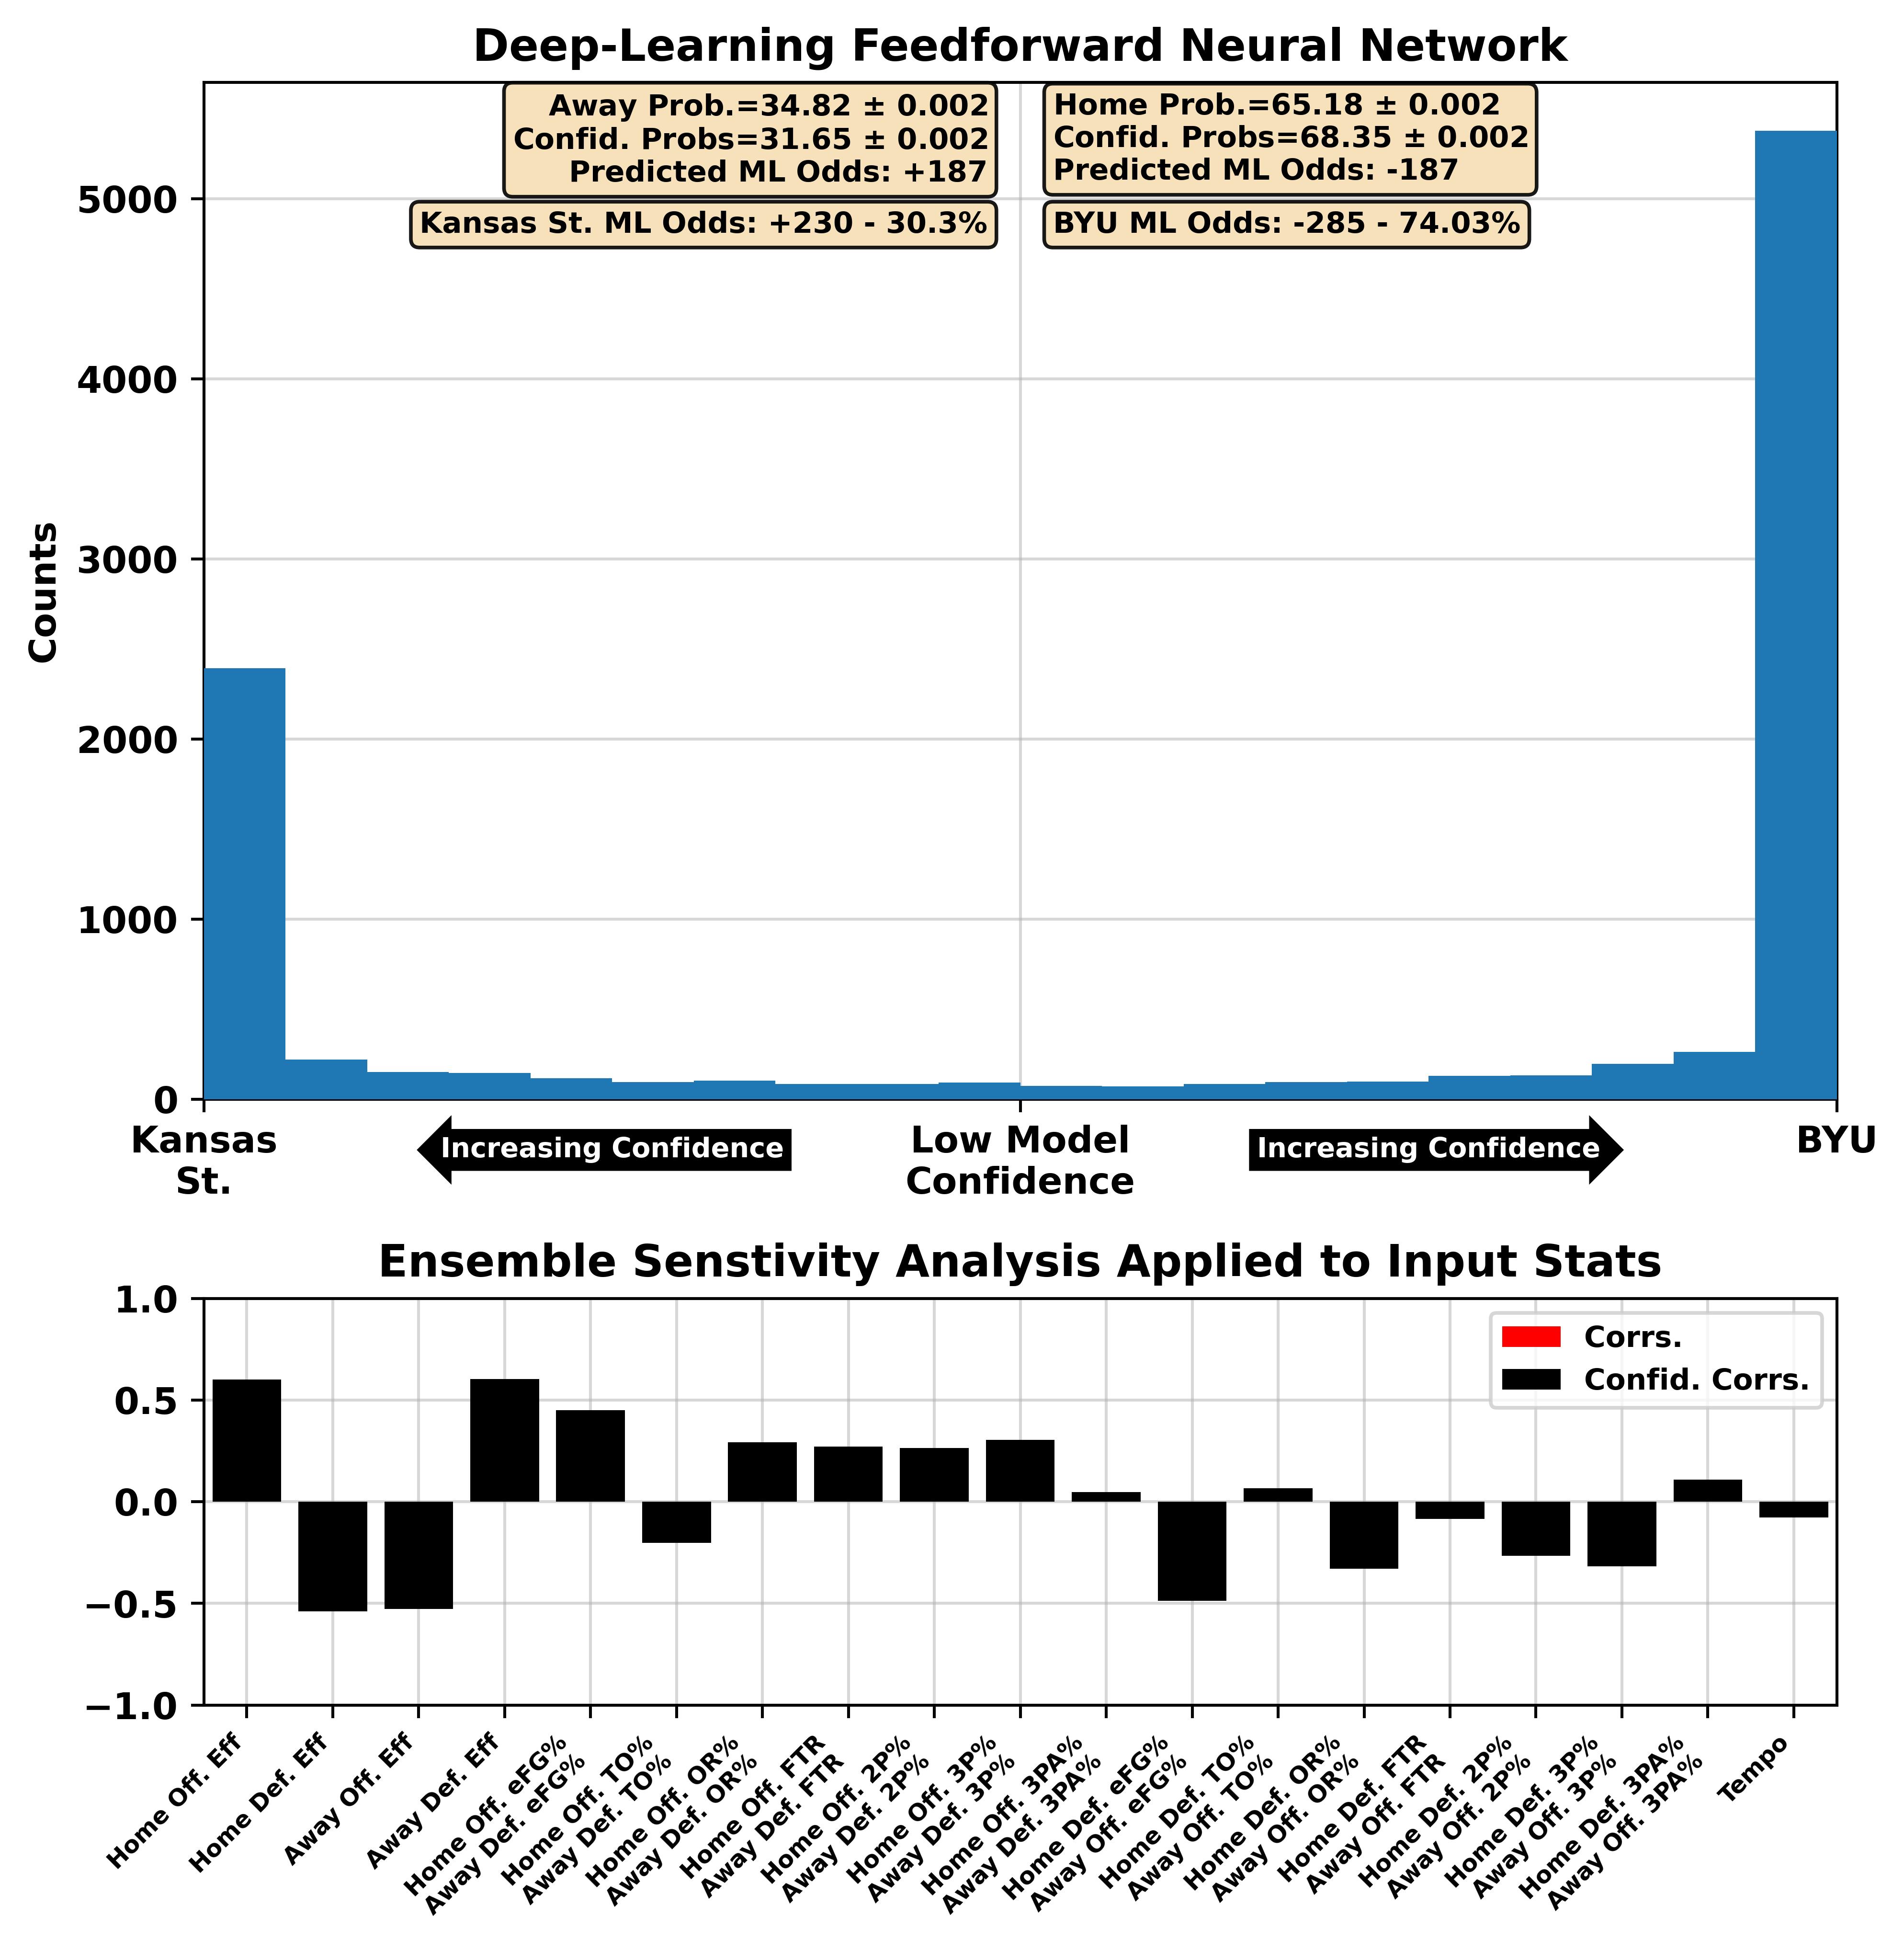 Deep-Learning Feedforward Neural Network
Away Prob.=34.82 ± 0.002
Confid. Probs=31.65 ± 0.002
Predicted ML Odds: +187
Home Prob.=65.18 ± 0.002
Confid. Probs=68.35 ± 0.002
Predicted ML Odds: -187
Kansas St. ML Odds: +230 - 30.3%
BYU ML Odds: -285 - 74.03%
Counts
5000
4000
3000
2000
1000
0
Kansas
St.
Increasing Confidence
Low Model
Confidence
Increasing Confidence
BYU
Ensemble Senstivity Analysis Applied to Input Stats
1.0
0.5
0.0
−0.5
−1.0
Corrs.
Confid. Corrs.
Home Off. Eff
Home Def. Eff
Away Off. Eff
Away Def. Eff
Home Off. eFG%
Away Def. eFG%
Home Off. TO%
Away Def. TO%
Home Off. OR%
Away Def. OR%
Home Off. FTR
Away Def. FTR
Home Off. 2P%
Away Def. 2P%
Home Off. 3P%
Away Def. 3P%
Home Off. 3PA%
Away Def. 3PA%
Home Def. eFG%
Away Off. eFG%
Home Def. TO%
Away Off. TO%
Home Def. OR%
Away Off. OR%
Home Def. FTR
Away Off. FTR
Home Def. 2P%
Away Off. 2P%
Home Def. 3P%
Away Off. 3P%
Home Def. 3PA%
Away Off. 3PA%
Tempo